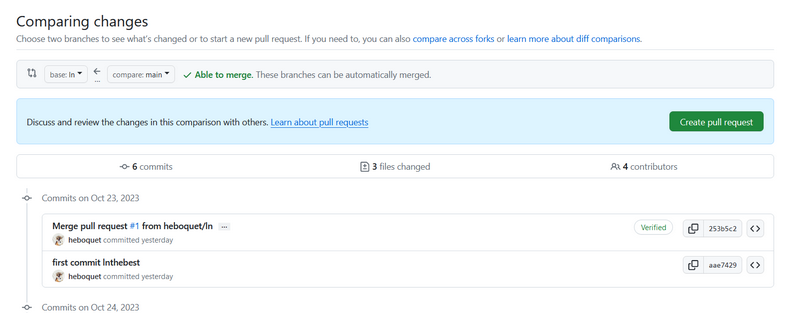 Comparing changes
Choose two branches to see what's changed or to start a new pull request. If you need to, you can also compare across forks or learn more about diff comparisons.
base: ln compare: main Able to merge. These branches can be automatically merged.
Discuss and review the changes in this comparison with others. Learn about pull requests Create pull request
6 commits 3 files changed 4 contributors
Commits on Oct 23, 2023
Merge pull request #1 from heboquet/ln ... Verified 253b5c2
heboquet committed yesterday
first commit lnthebest aae7429
heboquet committed yesterday
Commits on Oct 24, 2023